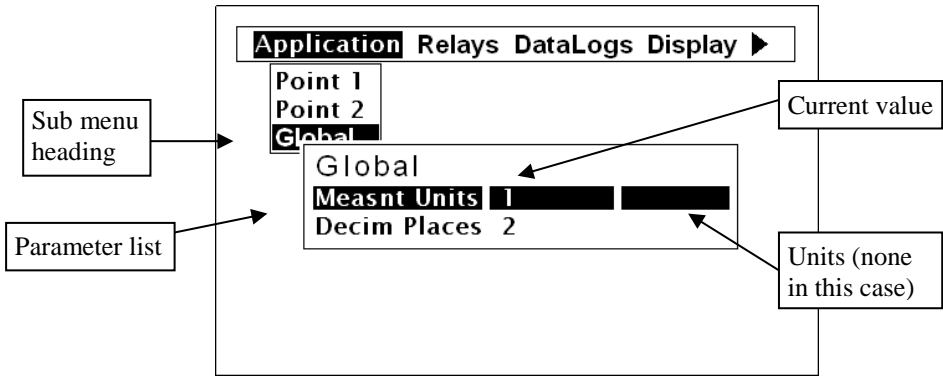 Application Relays DataLogs Display
Point 1
Point 2
Global
Global
Measnt Units 1
Decim Places 2
Sub menu
heading
Parameter list
Current value
Units (none
in this case)